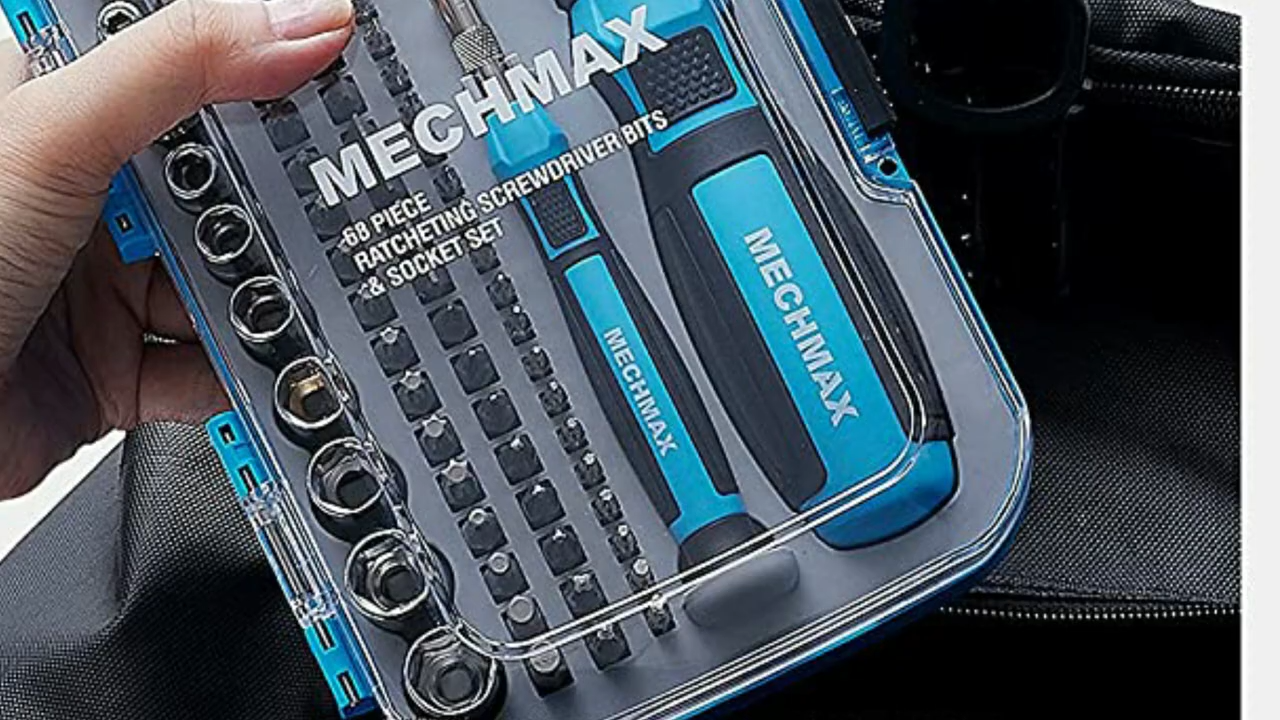 MECHMAX
68 PIECE
RATCHETING SCREWDRIVER BITS
& SOCKET SET
MECHMAX
MECHMAX